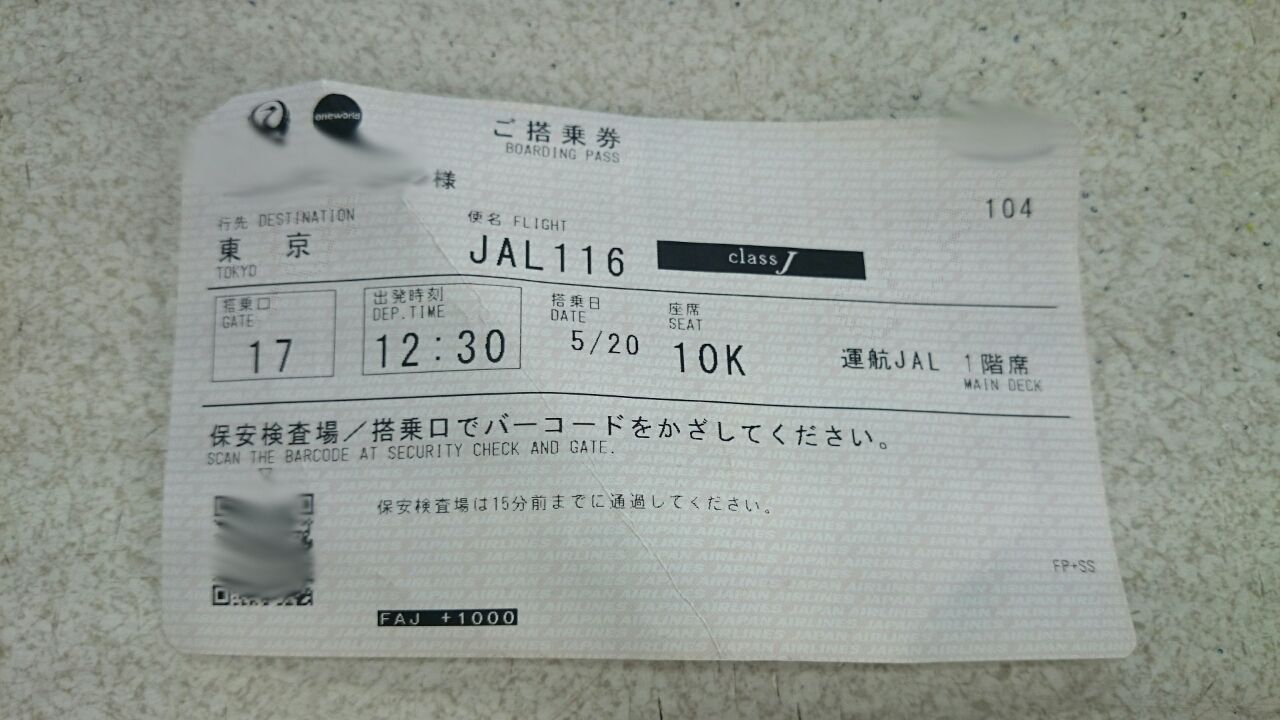 oneworld
ご搭乗券
BOARDING PASS
様
104
行先 DESTINATION
東 京
TOKYO
便名 FLIGHT
JAL116
class J
搭乗口
GATE
17
出発時刻
DEP.TIME
12:30
搭乗日
DATE
5/20
座席
SEAT
10K
運航JAL
1階席
MAIN DECK
保安検査場/搭乗口でバーコードをかざしてください。
SCAN THE BARCODE AT SECURITY CHECK AND GATE.
保安検査場は15分前までに通過してください。
FP+SS
FAJ +1000
JAPAN AIRLINES